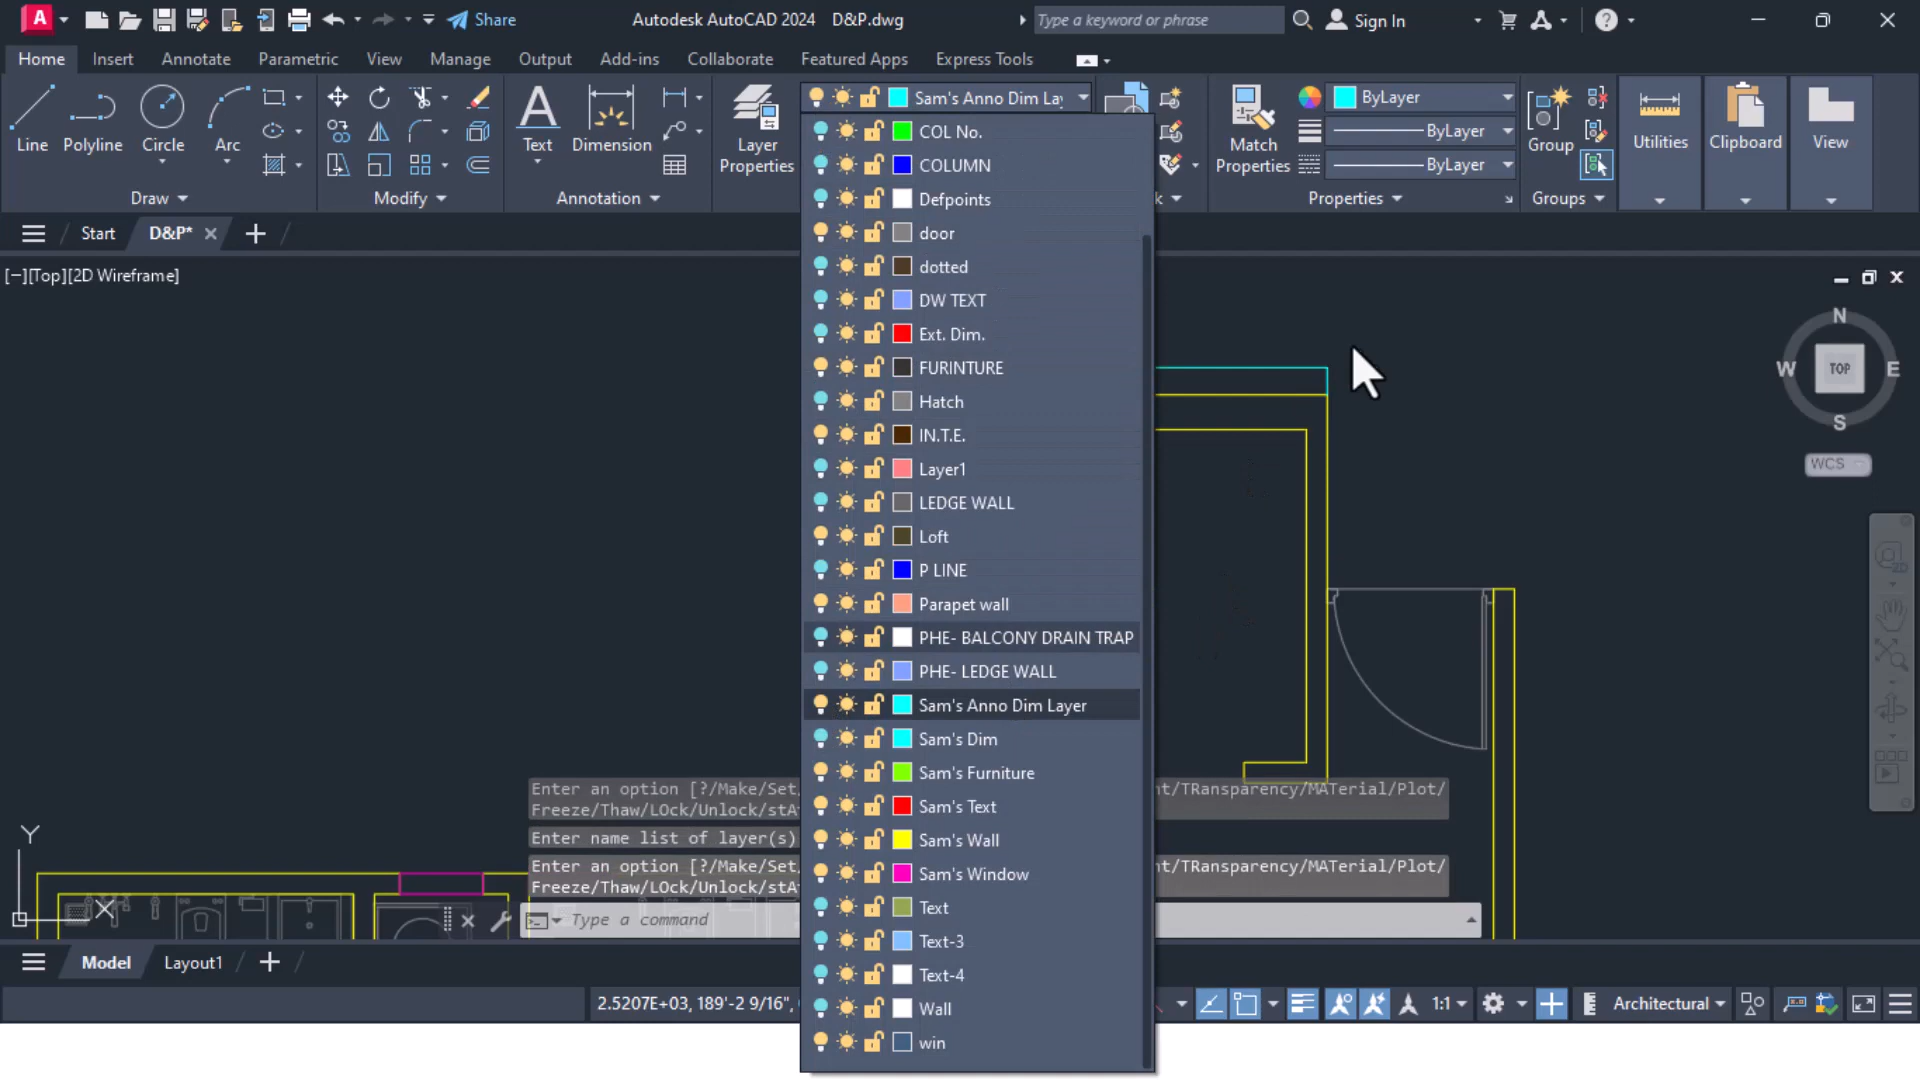 A
Share
Autodesk AutoCAD 2024 D&P.dwg
Type a keyword or phrase
Sign In
Home
Insert
Annotate
Parametric
View
Manage
Output
Add-ins
Collaborate
Featured Apps
Express Tools
Line
Polyline
Circle
Arc
Draw
Modify
Text
Dimension
Annotation
Layer
Properties
Sam's Anno Dim La
Match
Properties
ByLayer
ByLayer
ByLayer
Properties
Group
Groups
Utilities
Clipboard
View
Start
D&P*
[−][Top][2D Wireframe]
COL No.
COLUMN
Defpoints
door
dotted
DW TEXT
Ext. Dim.
FURINTURE
Hatch
IN.T.E.
Layer1
LEDGE WALL
Loft
P LINE
Parapet wall
PHE- BALCONY DRAIN TRAP
PHE- LEDGE WALL
Sam's Anno Dim Layer
Sam's Dim
Sam's Furniture
Sam's Text
Sam's Wall
Sam's Window
Text
Text-3
Text-4
Wall
win
N
W
TOP
E
S
WCS
2D
Enter an option [?/Make/Set/ nt/TRansparency/MATerial/Plot/
Freeze/Thaw/LOck/Unlock/stA
Enter name list of layer(s)
Enter an option [?/Make/Set/ nt/TRansparency/MATerial/Plot/
Freeze/Thaw/LOck/Unlock/stA
Type a command
Y
X
Model
Layout1
2.5207E+03, 189'-2 9/16",
1:1
Architectural